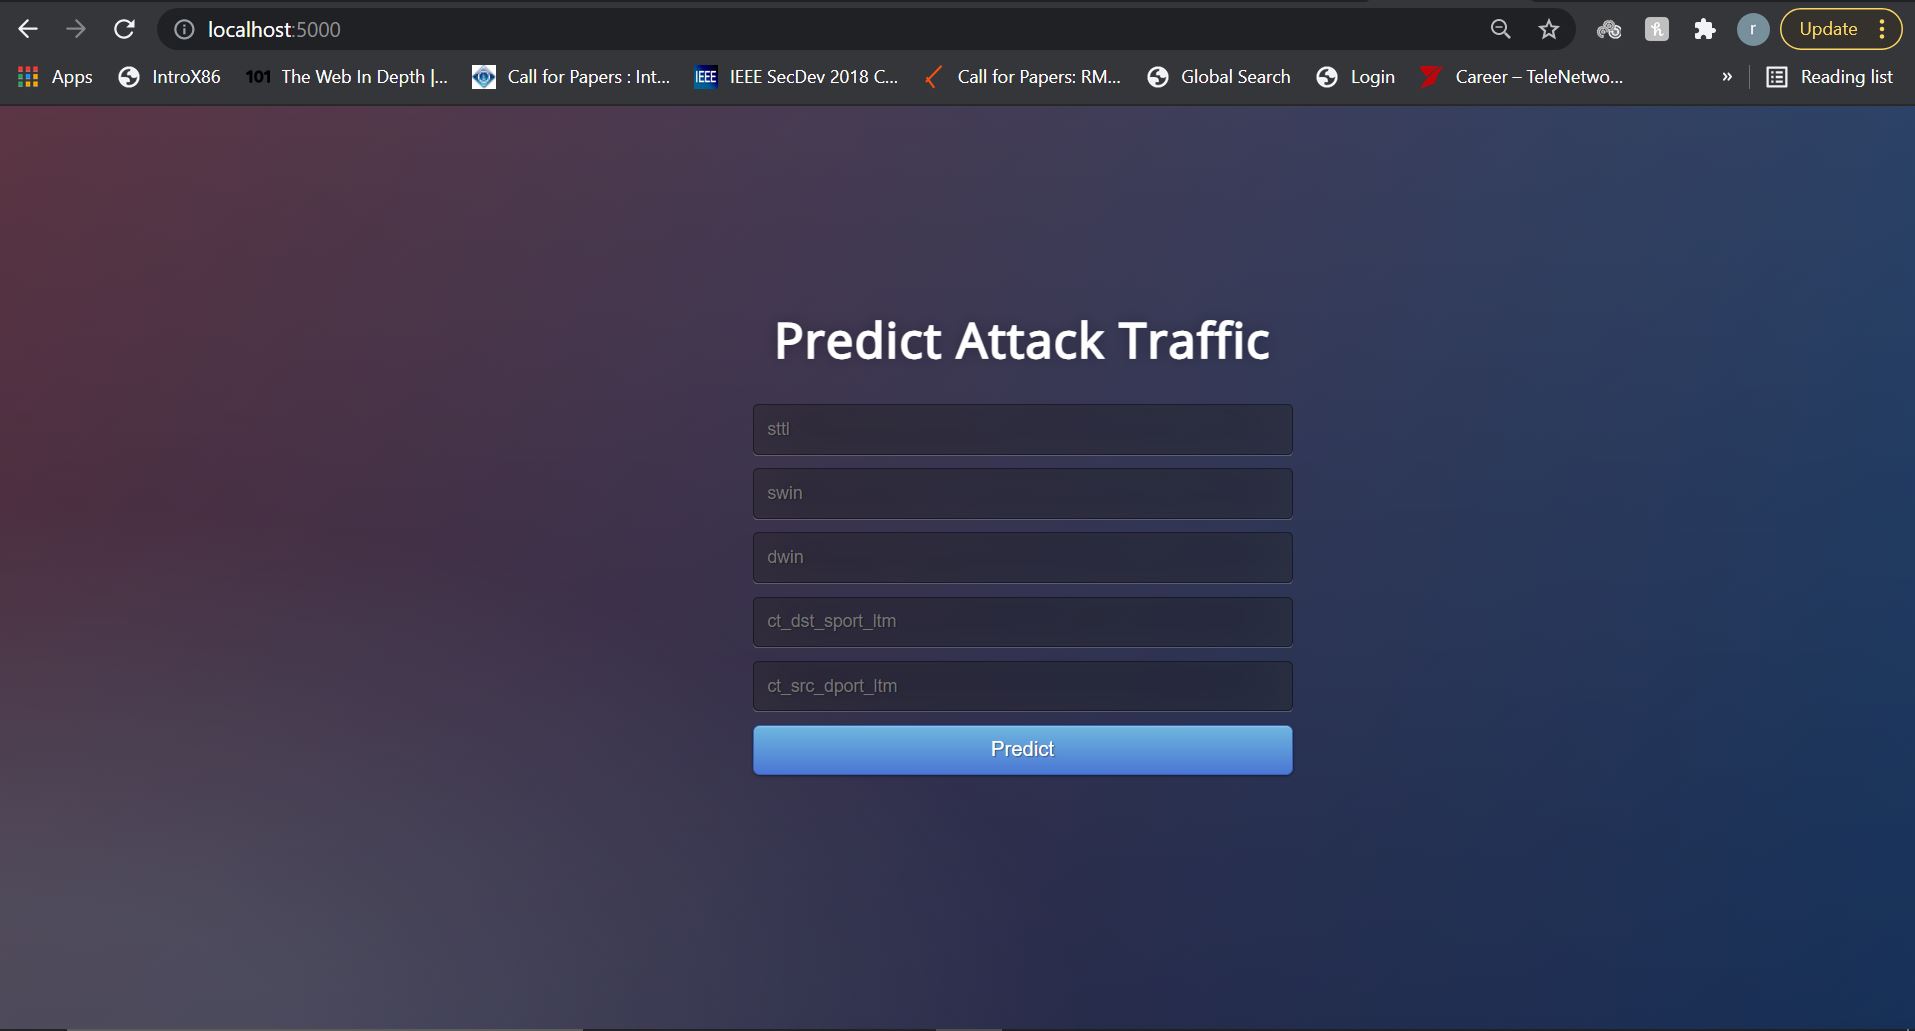 localhost:5000 r Update
Apps IntroX86 101 The Web In Depth |... Call for Papers : Int... IEEE IEEE SecDev 2018 C... Call for Papers: RM... Global Search Login Career – TeleNetwo... » Reading list
Predict Attack Traffic
sttl
swin
dwin
ct_dst_sport_ltm
ct_src_dport_ltm
Predict